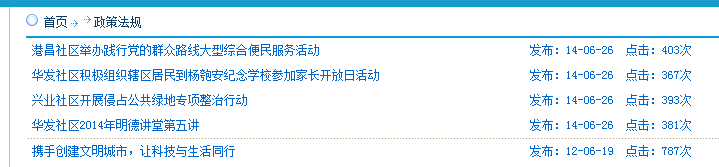 首页 政策法规
港昌社区举办践行党的群众路线大型综合便民服务活动 发布：14-06-26 点击：403次
华发社区积极组织辖区居民到杨匏安纪念学校参加家长开放日活动 发布：14-06-26 点击：367次
兴业社区开展侵占公共绿地专项整治行动 发布：14-06-26 点击：393次
华发社区2014年明德讲堂第五讲 发布：14-06-26 点击：381次
携手创建文明城市，让科技与生活同行 发布：12-06-19 点击：787次